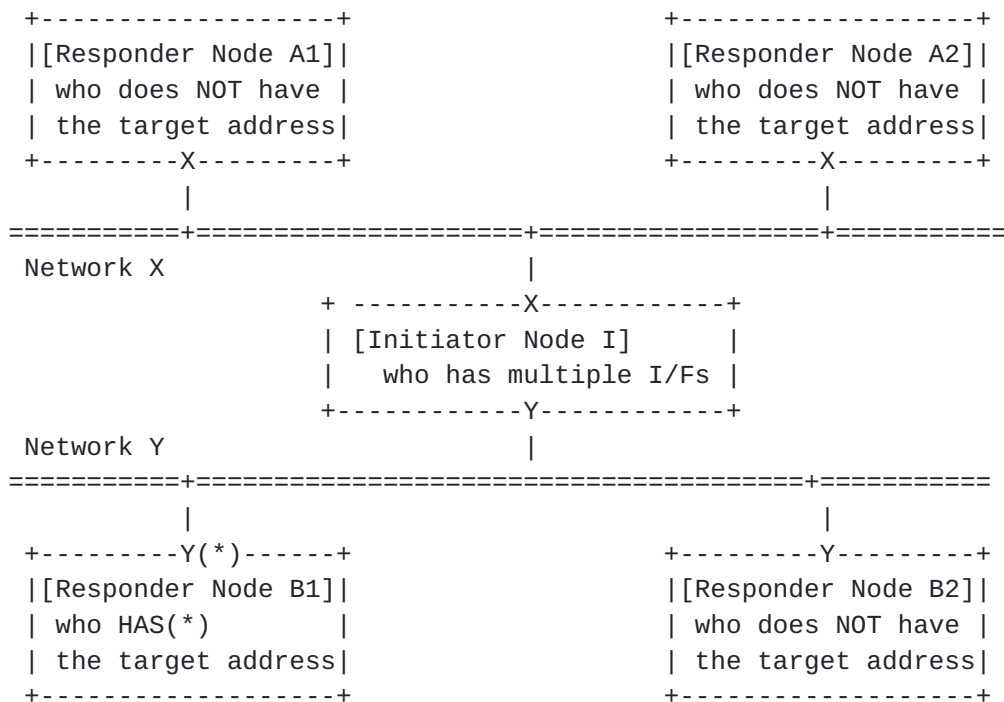 +-------------------+                    +-------------------+
|[Responder Node A1]|                    |[Responder Node A2]|
| who does NOT have |                    | who does NOT have |
| the target address|                    | the target address|
+---------X---------+                    +---------X---------+
          |                                        |
===========+=====================+==================+===========
Network X                        |
                   + -----------X------------+
                   | [Initiator Node I]      |
                   |   who has multiple I/Fs |
                   +------------Y------------+
Network Y                        |
===========+=======================================+===========
          |                                        |
+---------Y(*)------+                    +---------Y---------+
|[Responder Node B1]|                    |[Responder Node B2]|
| who HAS(*)        |                    | who does NOT have |
| the target address|                    | the target address|
+-------------------+                    +-------------------+